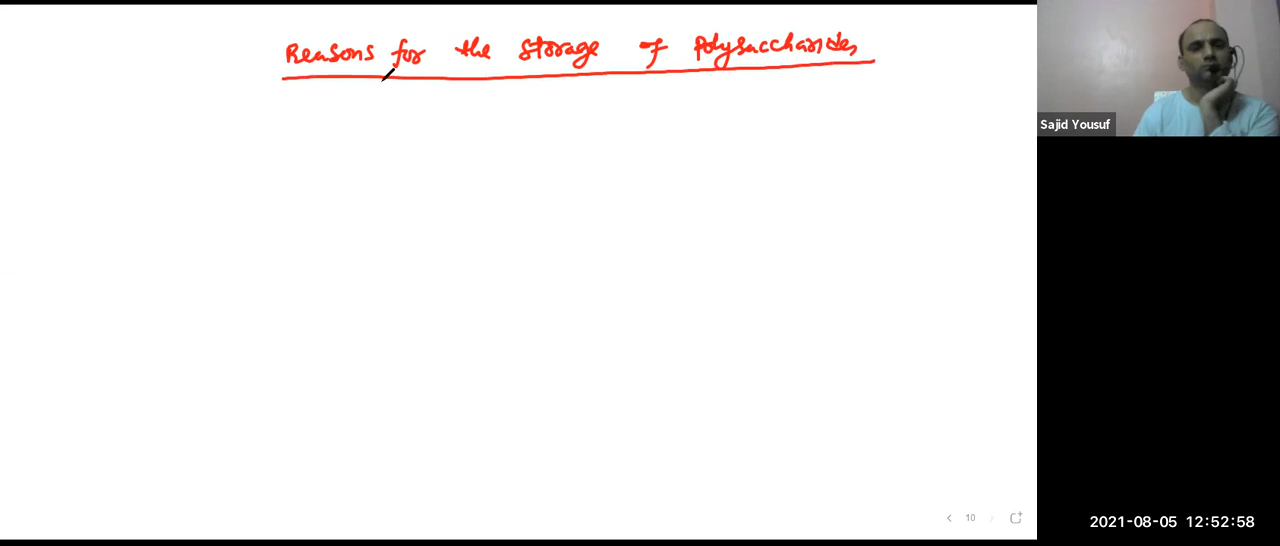 Reasons for the Storage of Polysaccharides
Sajid Yousuf
10
2021-08-05 12:52:58